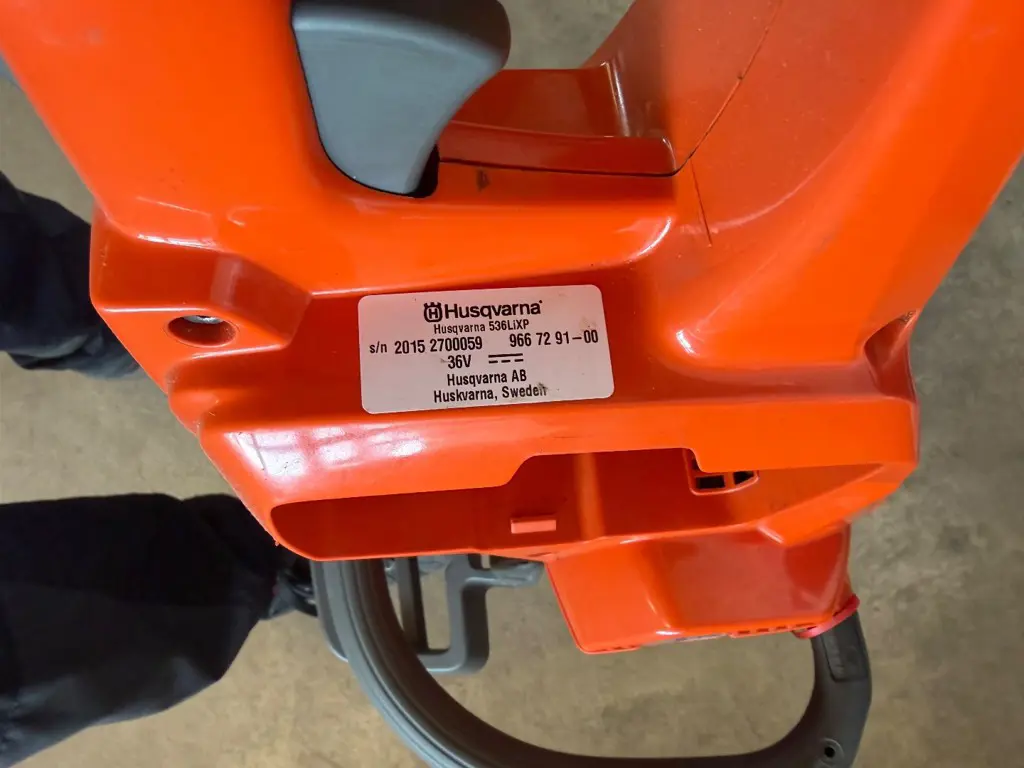 Husqvarna
Husqvarna 536LiXP
s/n 2015 2700059 966 72 91-00
36V
Husqvarna AB
Huskvarna, Sweden